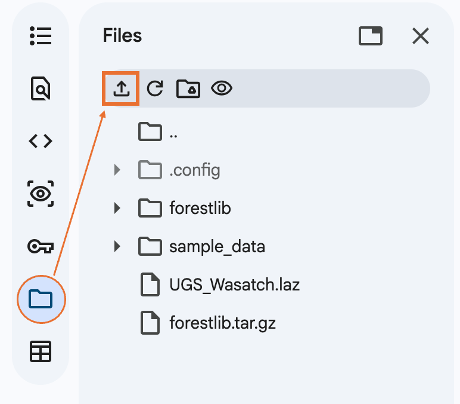 Files
..
.config
forestlib
sample_data
UGS_Wasatch.laz
forestlib.tar.gz